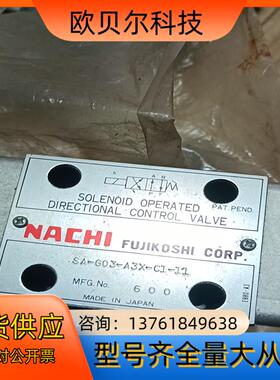 欧贝尔科技
SOLENOID OPERATED
DIRECTIONAL CONTROL VALVE
PAT. PEND.
NACHI FUJIKOSHI CORP.
SA-G03-A3X-C1-11
MFG. No. 600
MADE IN JAPAN
咨询：13761849638
型号齐全量大从